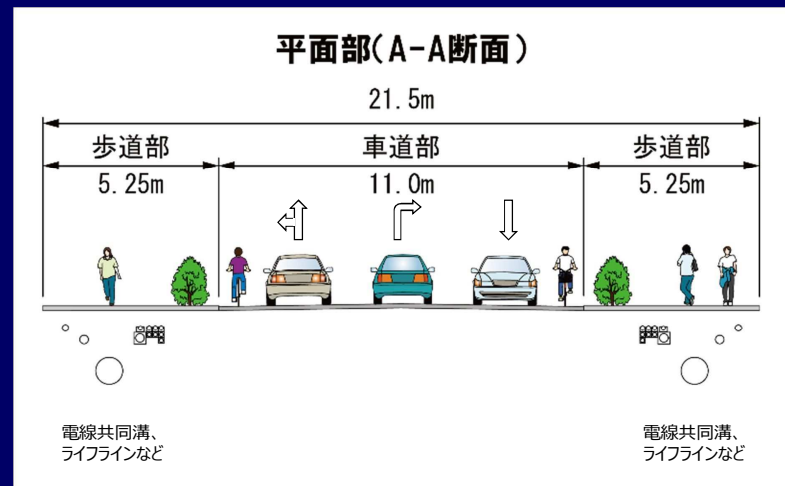 平面部(A-A断面)
21.5m
歩道部
車道部
歩道部
5.25m
11.0m
5.25m
電線共同溝、
ライフラインなど
電線共同溝、
ライフラインなど